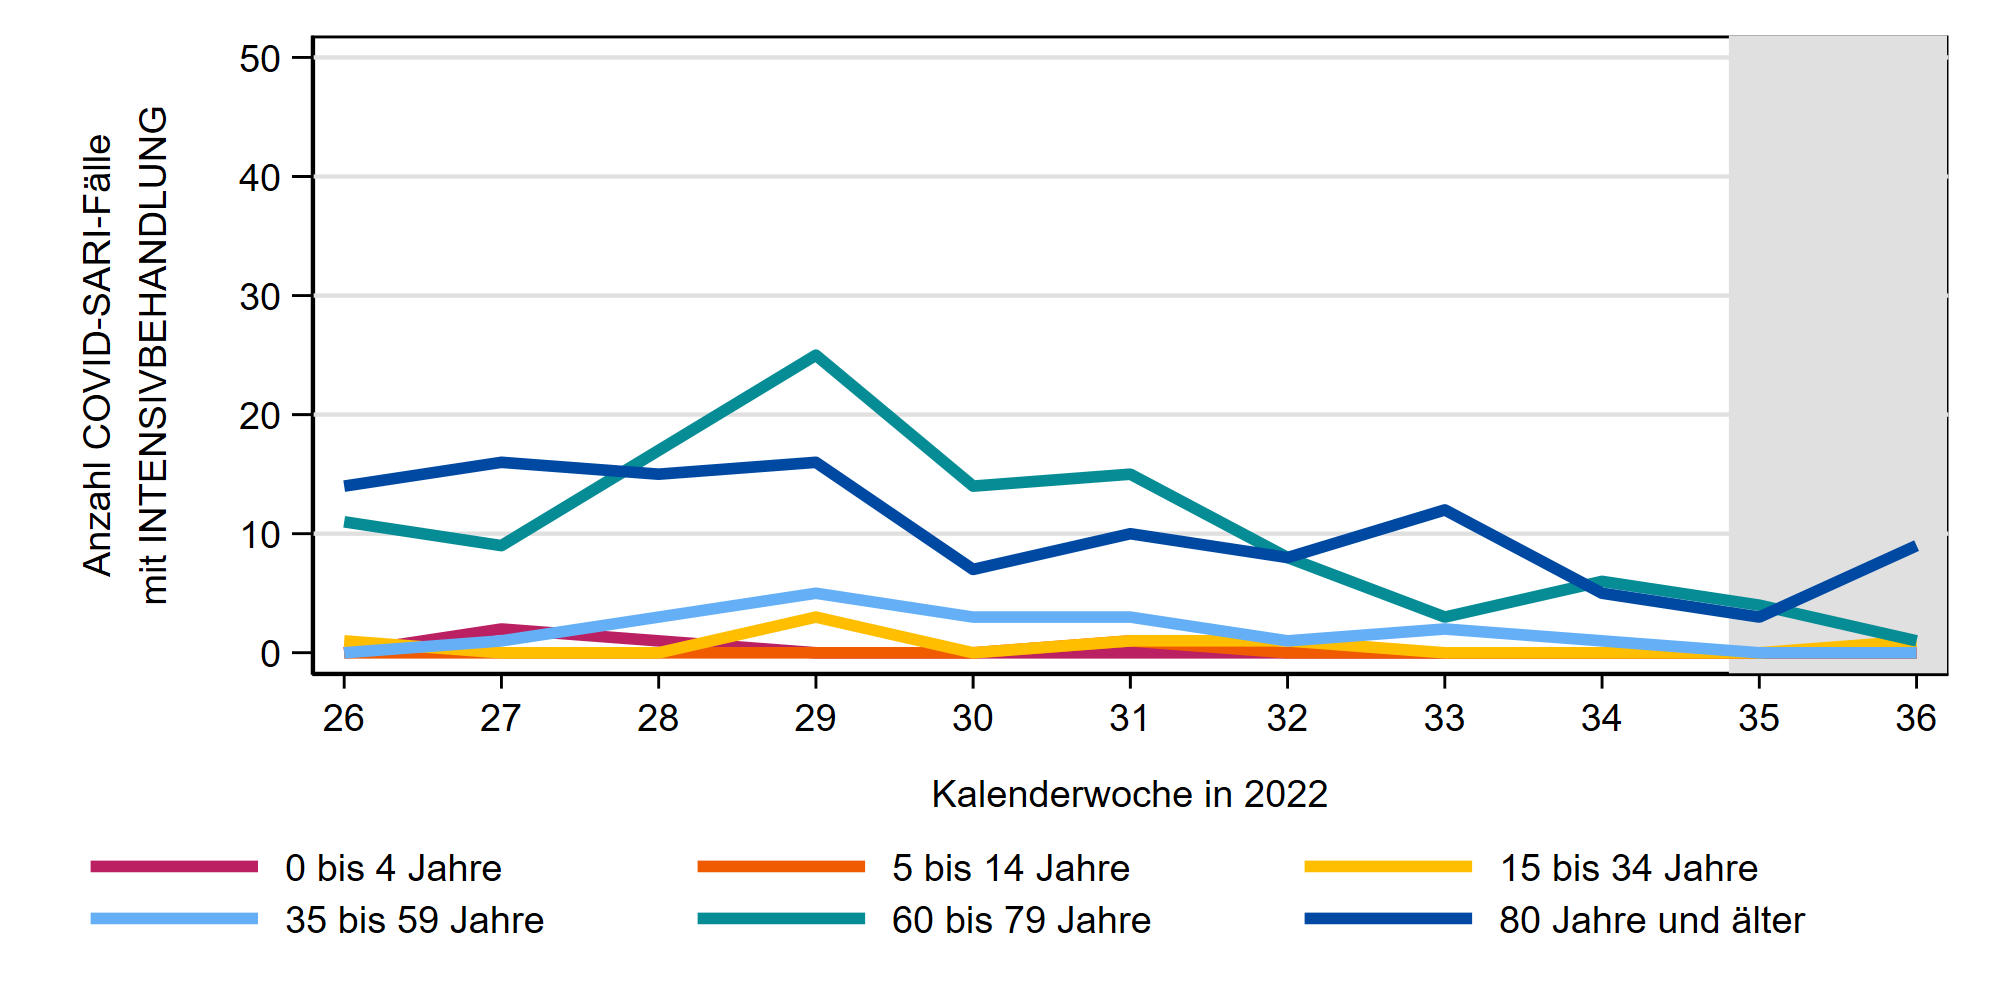 Anzahl COVID-SARI-Fälle
mit INTENSIVBEHANDLUNG
50
40
30
20
10
0
26 27 28 29 30 31 32 33 34 35 36
Kalenderwoche in 2022
0 bis 4 Jahre 5 bis 14 Jahre 15 bis 34 Jahre
35 bis 59 Jahre 60 bis 79 Jahre 80 Jahre und älter